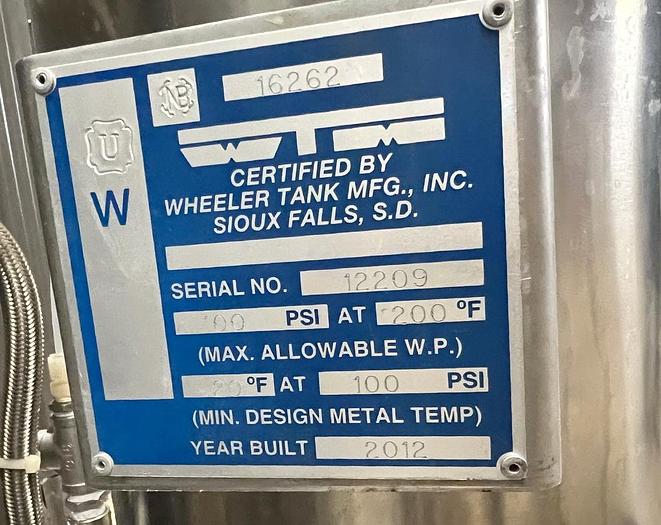 NB 16262
U
W T M
CERTIFIED BY
W WHEELER TANK MFG., INC.
SIOUX FALLS, S.D.
SERIAL NO. 12209
PSI AT 200 °F
(MAX. ALLOWABLE W.P.)
°F AT 100 PSI
(MIN. DESIGN METAL TEMP)
YEAR BUILT 2012